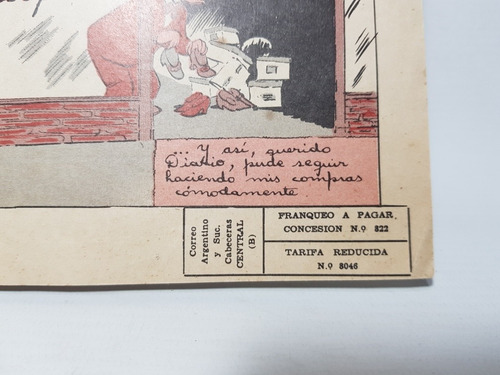 ... Y así, querido
Diario, pude seguir
haciendo mis compras
cómodamente
Correo
Argentino
y Suc.
Cabeceras
CENTRAL
(B)
FRANQUEO A PAGAR
CONCESION N.º 322
TARIFA REDUCIDA
N.º 8046